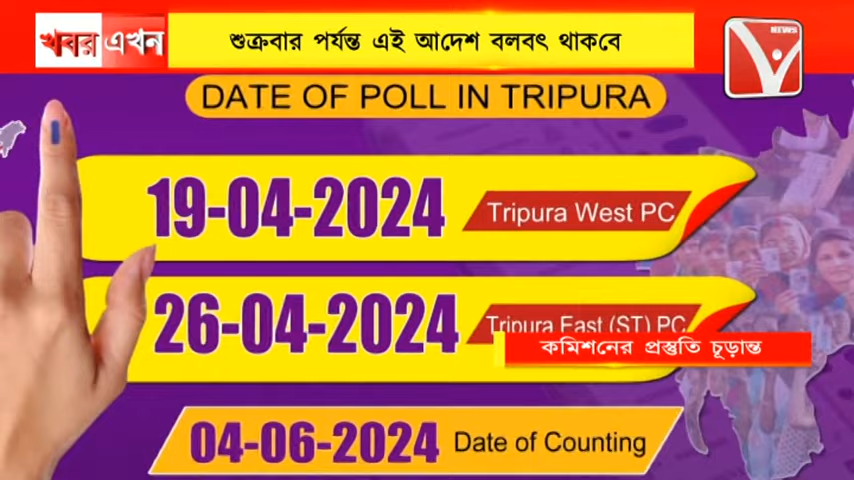 খবর এখন
শুক্রবার পর্যন্ত এই আদেশ বলবৎ থাকবে
NEWS
DATE OF POLL IN TRIPURA
19-04-2024 Tripura West PC
26-04-2024 Tripura East (ST) PC
কমিশনের প্রস্তুতি চূড়ান্ত
04-06-2024 Date of Counting